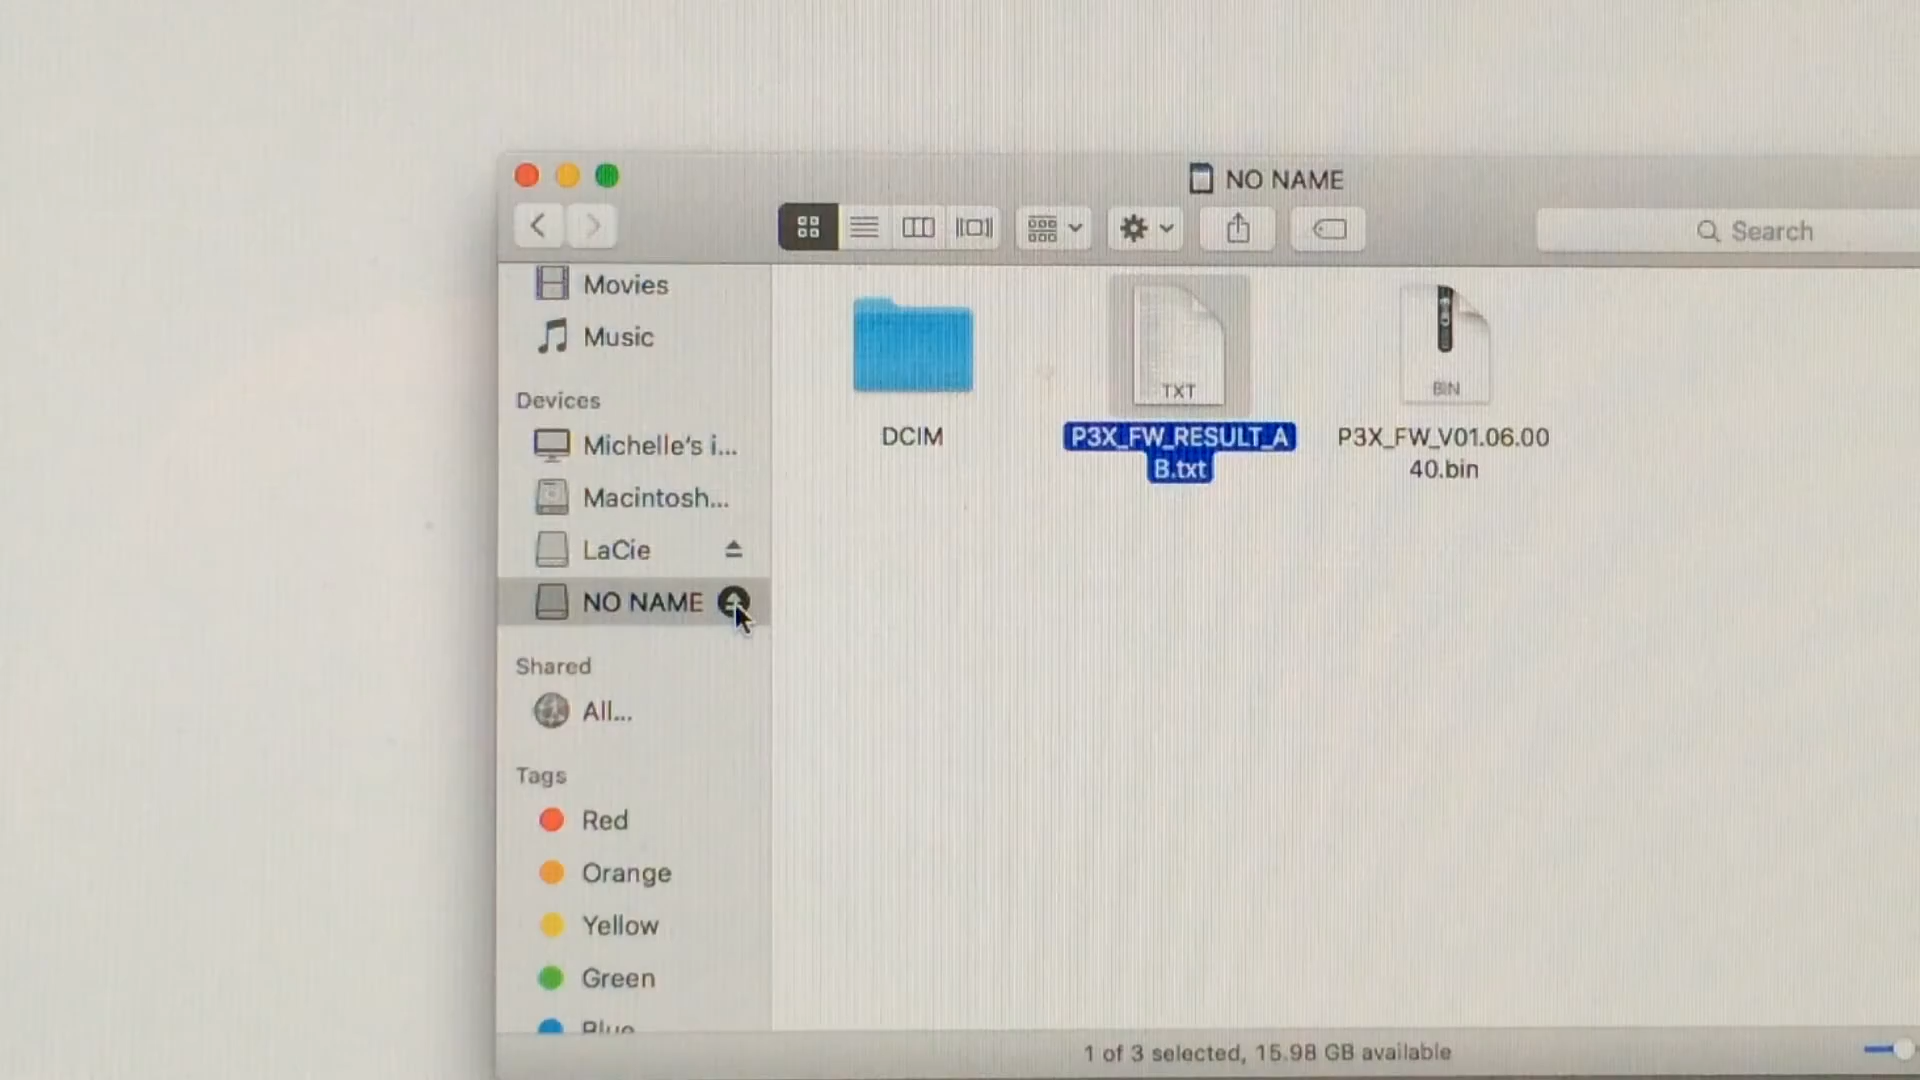 NO NAME
Search
Movies
Music
Devices
Michelle's i...
Macintosh...
LaCie
NO NAME
Shared
All...
Tags
Red
Orange
Yellow
Green
Blue
DCIM
TXT
P3X_FW_RESULT_A
B.txt
BIN
P3X_FW_V01.06.00
40.bin
1 of 3 selected, 15.98 GB available